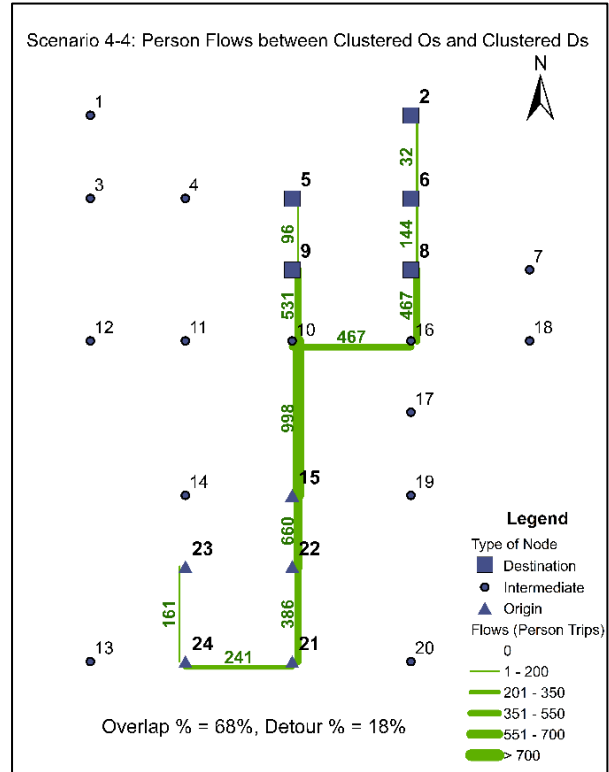 Scenario 4-4: Person Flows between Clustered Os and Clustered Ds
N
1
2
32
3
4
5
6
96
144
9
8
7
531
467
12
11
10
467
16
18
998
17
14
15
19
660
23
22
161
386
13
24
241
21
20
Overlap % = 68%, Detour % = 18%
Legend
Type of Node
Destination
Intermediate
Origin
Flows (Person Trips)
0
1 - 200
201 - 350
351 - 550
551 - 700
> 700